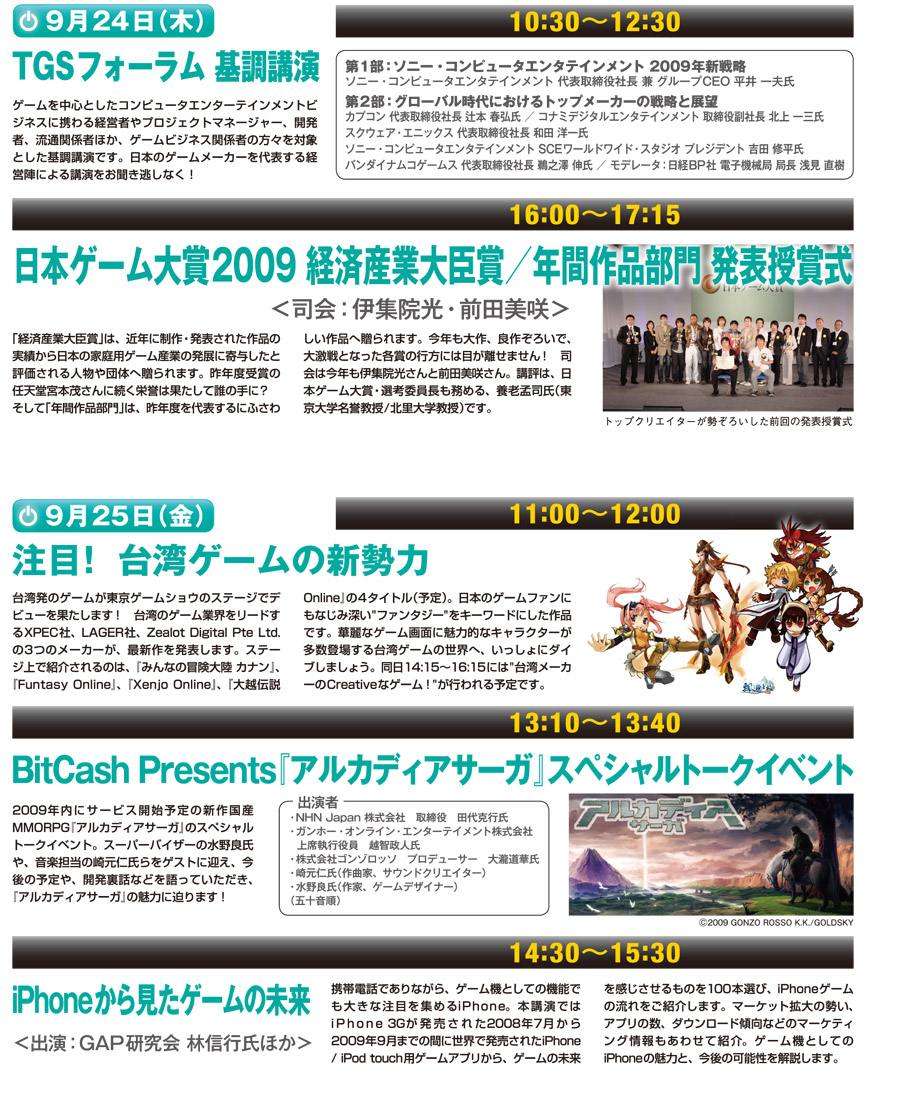 9月24日(木)
10:30〜12:30
TGSフォーラム 基調講演
ゲームを中心としたコンピュータエンターテインメントビ
ジネスに携わる経営者やプロジェクトマネージャー、開発
者、流通関係者ほか、ゲームビジネス関係者の方々を対象
とした基調講演です。日本のゲームメーカーを代表する経
営陣による講演をお聞き逃しなく！
第1部：ソニー・コンピュータエンタテインメント 2009年新戦略
ソニー・コンピュータエンタテインメント 代表取締役社長 兼 グループCEO 平井 一夫氏
第2部：グローバル時代におけるトップメーカーの戦略と展望
カプコン 代表取締役社長 辻本 春弘氏 ／ コナミデジタルエンタテインメント 取締役副社長 北上 一三氏
スクウェア・エニックス 代表取締役社長 和田 洋一氏
ソニー・コンピュータエンタテインメント SCEワールドワイド・スタジオ プレジデント 吉田 修平氏
バンダイナムコゲームス 代表取締役社長 鵜之澤 伸氏 ／ モデレータ：日経BP社 電子機械局 局長 浅見 直樹
16:00〜17:15
日本ゲーム大賞2009 経済産業大臣賞／年間作品部門 発表授賞式
＜司会：伊集院光・前田美咲＞
「経済産業大臣賞」は、近年に制作・発表された作品の
実績から日本の家庭用ゲーム産業の発展に寄与したと
評価される人物や団体へ贈られます。昨年度受賞の
任天堂宮本茂さんに続く栄誉は果たして誰の手に？
そして「年間作品部門」は、昨年度を代表するにふさわ
しい作品へ贈られます。今年も大作、良作ぞろいで、
大激戦となった各賞の行方には目が離せません！ 司
会は今年も伊集院光さんと前田美咲さん。講評は、日
本ゲーム大賞・選考委員長も務める、養老孟司氏（東
京大学名誉教授/北里大学教授）です。
日本ゲーム大賞
トップクリエイターが勢ぞろいした前回の発表授賞式
9月25日(金)
11:00〜12:00
注目！ 台湾ゲームの新勢力
台湾発のゲームが東京ゲームショウのステージでデ
ビューを果たします！ 台湾のゲーム業界をリードす
るXPEC社、LAGER社、Zealot Digital Pte Ltd.
の3つのメーカーが、最新作を発表します。ステー
ジ上で紹介されるのは、『みんなの冒険大陸 カナン』、
『Funtasy Online』、『Xenjo Online』、『大越伝説
Online』の4タイトル（予定）。日本のゲームファンに
もなじみ深い"ファンタジー"をキーワードにした作品
です。華麗なゲーム画面に魅力的なキャラクターが
多数登場する台湾ゲームの世界へ、いっしょにダイ
ブしましょう。同日14:15〜16:15には"台湾メーカ
ーのCreativeなゲーム！"が行われる予定です。
13:10〜13:40
BitCash Presents『アルカディアサーガ』スペシャルトークイベント
2009年内にサービス開始予定の新作国産
MMORPG『アルカディアサーガ』のスペシャル
トークイベント。スーパーバイザーの水野良氏
や、音楽担当の崎元仁氏らをゲストに迎え、今
後の予定や、開発裏話などを語っていただき、
『アルカディアサーガ』の魅力に迫ります！
出演者
・NHN Japan 株式会社 取締役 田代克行氏
・ガンホー・オンライン・エンターテイメント株式会社
上席執行役員 越智政人氏
・株式会社ゴンゾロッソ プロデューサー 大瀧道華氏
・崎元仁氏（作曲家、サウンドクリエイター）
・水野良氏（作家、ゲームデザイナー）
（五十音順）
アルカディア
サーガ
©2009 GONZO ROSSO K.K./GOLDSKY
14:30〜15:30
iPhoneから見たゲームの未来
＜出演：GAP研究会 林信行氏ほか＞
携帯電話でありながら、ゲーム機としての機能で
も大きな注目を集めるiPhone。本講演では
iPhone 3Gが発売された2008年7月から
2009年9月までの間に世界で発売されたiPhone
/ iPod touch用ゲームアプリから、ゲームの未来
を感じさせるものを100本選び、iPhoneゲーム
の流れをご紹介します。マーケット拡大の勢い、
アプリの数、ダウンロード傾向などのマーケティ
ング情報もあわせて紹介。ゲーム機としての
iPhoneの魅力と、今後の可能性を解説します。